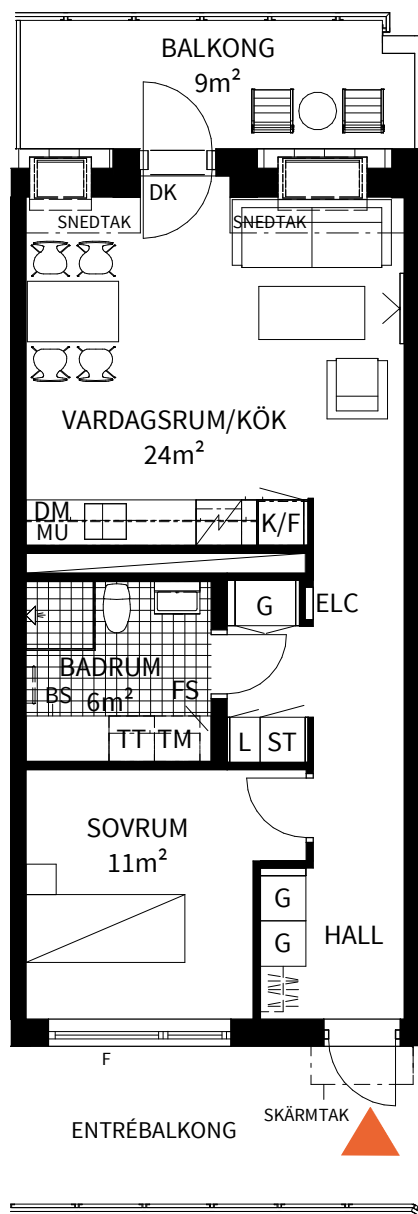 BALKONG
9m²
DK
SNEDTAK
SNEDTAK
VARDAGSRUM/KÖK
24m²
DM
MU
K/F
G
ELC
BADRUM
6m²
BS
FS
TT
TM
L
ST
SOVRUM
11m²
G
G
HALL
F
SKÄRMTAK
ENTRÉBALKONG